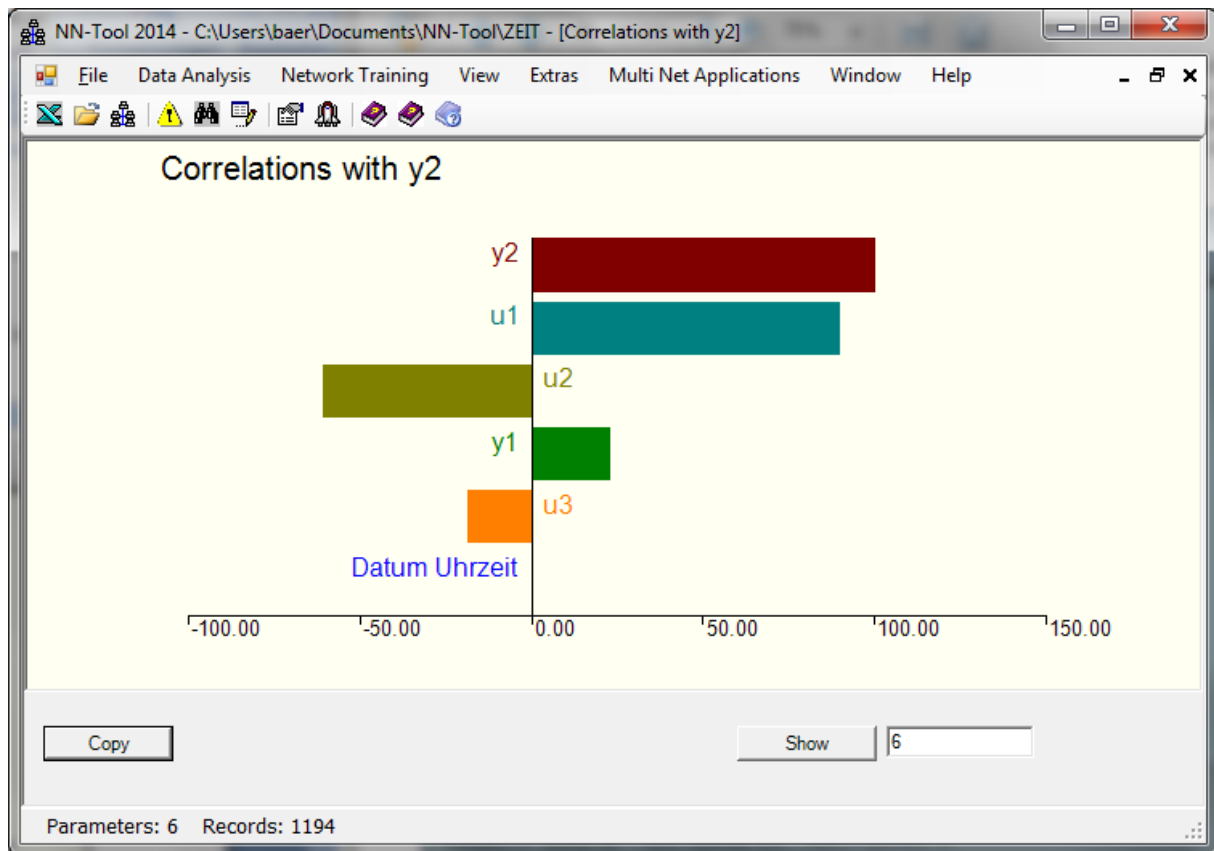 NN-Tool 2014 - C:\Users\baer\Documents\NN-Tool\ZEIT - [Correlations with y2]
File Data Analysis Network Training View Extras Multi Net Applications Window Help
Correlations with y2
y2
u1
u2
y1
u3
Datum Uhrzeit
-100.00 -50.00 0.00 50.00 100.00 150.00
Copy Show 6
Parameters: 6 Records: 1194